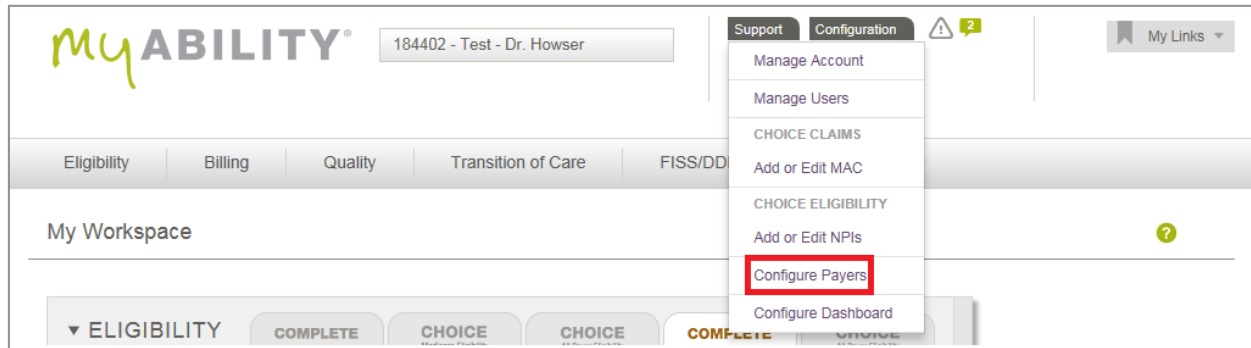 myABILITY®
184402 - Test - Dr. Howser
Support
Configuration
2
My Links
Manage Account
Manage Users
CHOICE CLAIMS
Add or Edit MAC
CHOICE ELIGIBILITY
Add or Edit NPIs
Configure Payers
Configure Dashboard
Eligibility
Billing
Quality
Transition of Care
FISS/DD
My Workspace
?
ELIGIBILITY
COMPLETE
CHOICE
CHOICE
COMPLETE
CHOICE